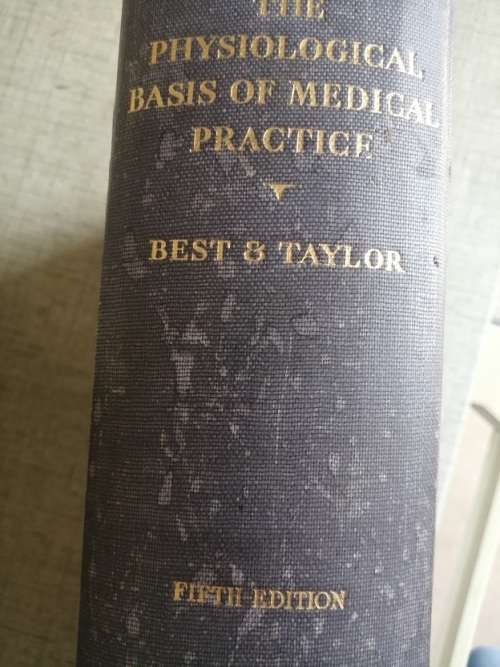 THE
PHYSIOLOGICAL
BASIS OF MEDICAL
PRACTICE
BEST & TAYLOR
FIFTH EDITION